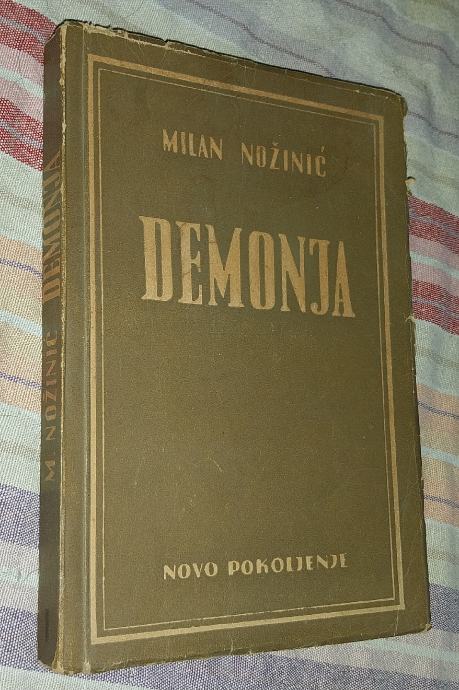 MILAN NOŽINIĆ
DEMONJA
NOVO POKOLJENJE
M. NOŽINIĆ DEMONJA